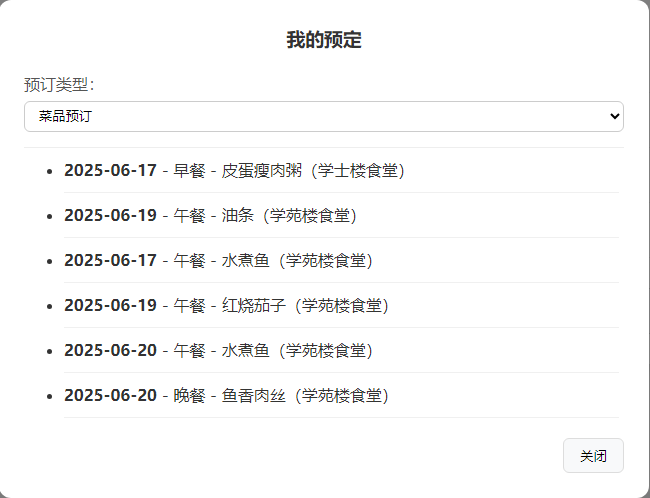 我的预定
预订类型：
菜品预订
2025-06-17 - 早餐 - 皮蛋瘦肉粥（学士楼食堂）
2025-06-19 - 午餐 - 油条（学苑楼食堂）
2025-06-17 - 午餐 - 水煮鱼（学苑楼食堂）
2025-06-19 - 午餐 - 红烧茄子（学苑楼食堂）
2025-06-20 - 午餐 - 水煮鱼（学苑楼食堂）
2025-06-20 - 晚餐 - 鱼香肉丝（学苑楼食堂）
关闭